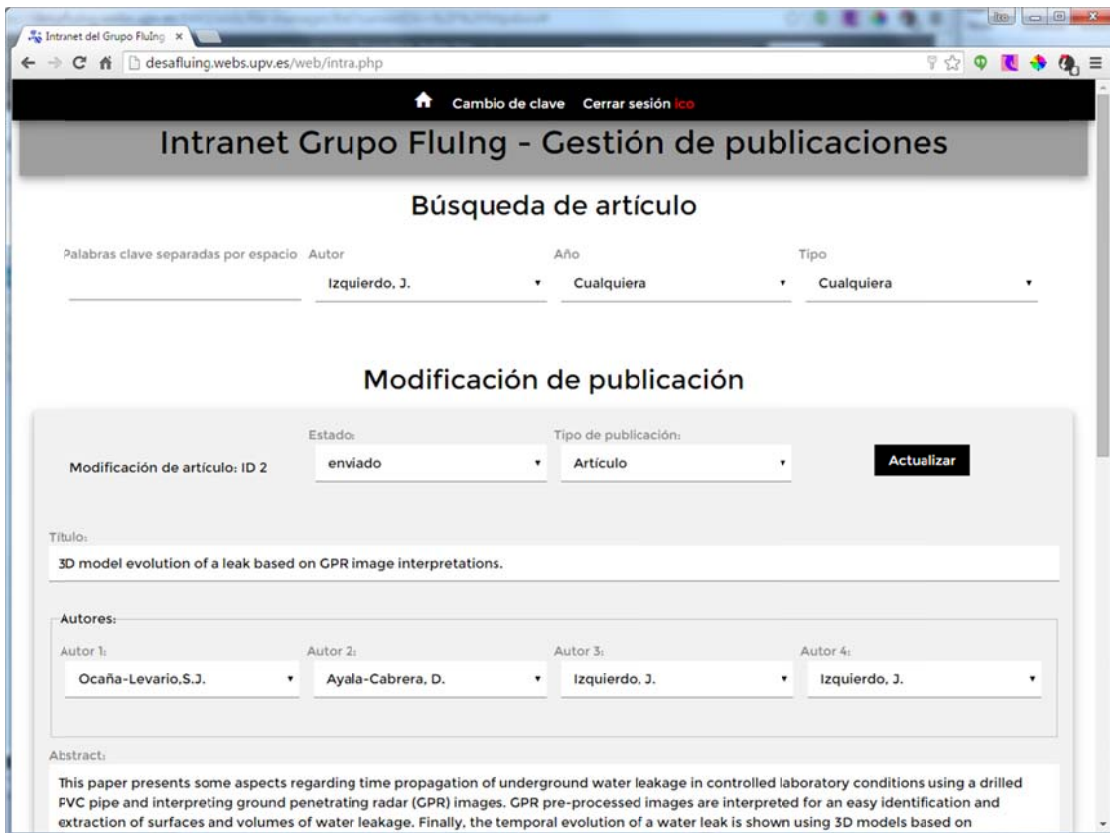 Intranet del Grupo FluIng
desafluing.webs.upv.es/web/intra.php
Cambio de clave Cerrar sesión ico
Intranet Grupo FluIng - Gestión de publicaciones
Búsqueda de artículo
Palabras clave separadas por espacio Autor Año Tipo
Izquierdo, J. Cualquiera Cualquiera
Modificación de publicación
Estado: Tipo de publicación:
Modificación de artículo: ID 2 enviado Artículo Actualizar
Título:
3D model evolution of a leak based on GPR image interpretations.
Autores:
Autor 1: Autor 2: Autor 3: Autor 4:
Ocaña-Levario,S.J. Ayala-Cabrera, D. Izquierdo, J. Izquierdo, J.
Abstract:
This paper presents some aspects regarding time propagation of underground water leakage in controlled laboratory conditions using a drilled
PVC pipe and interpreting ground penetrating radar (GPR) images. GPR pre-processed images are interpreted for an easy identification and
extraction of surfaces and volumes of water leakage. Finally, the temporal evolution of a water leak is shown using 3D models based on